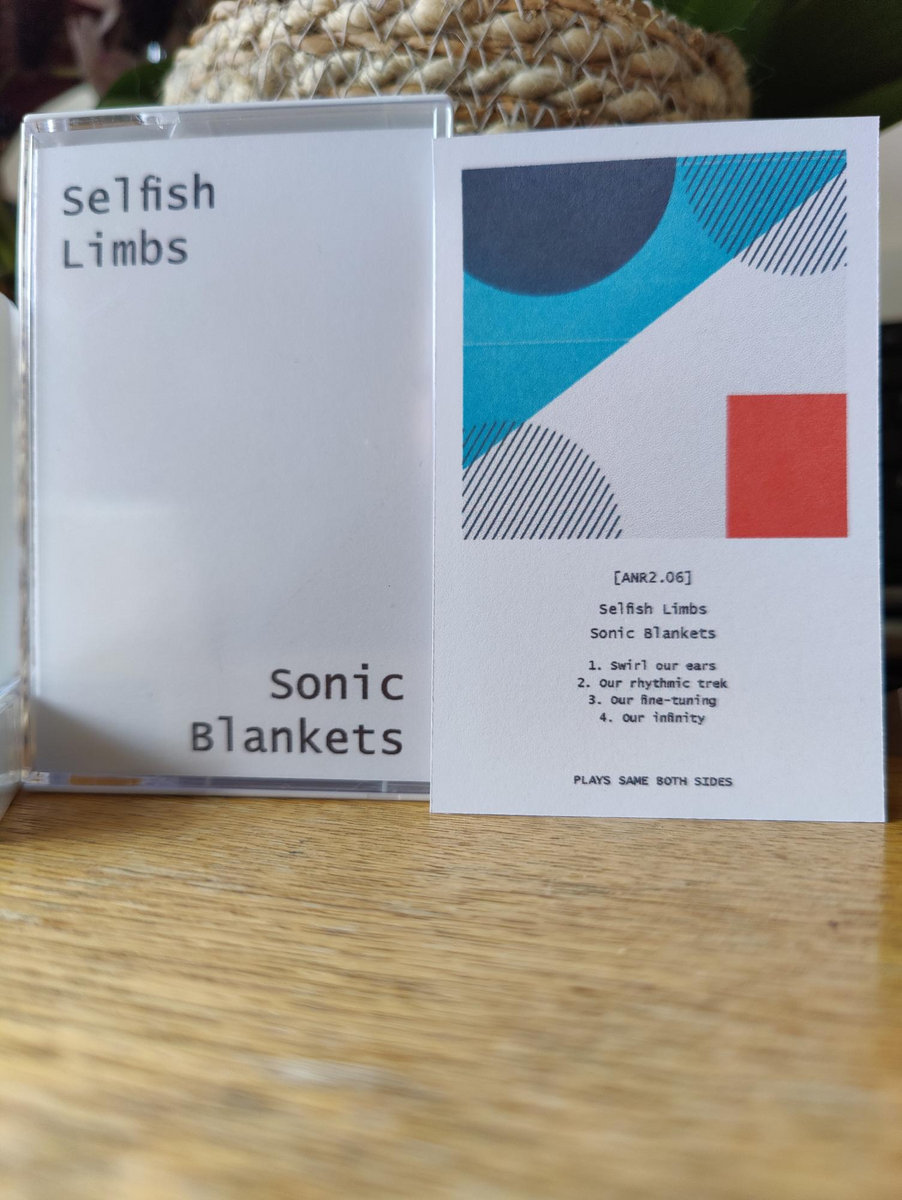 Selfish
Limbs
Sonic
Blankets
[ANR2.06]
Selfish Limbs
Sonic Blankets
1. Swirl our ears
2. Our rhythmic trek
3. Our fine-tuning
4. Our infinity
PLAYS SAME BOTH SIDES